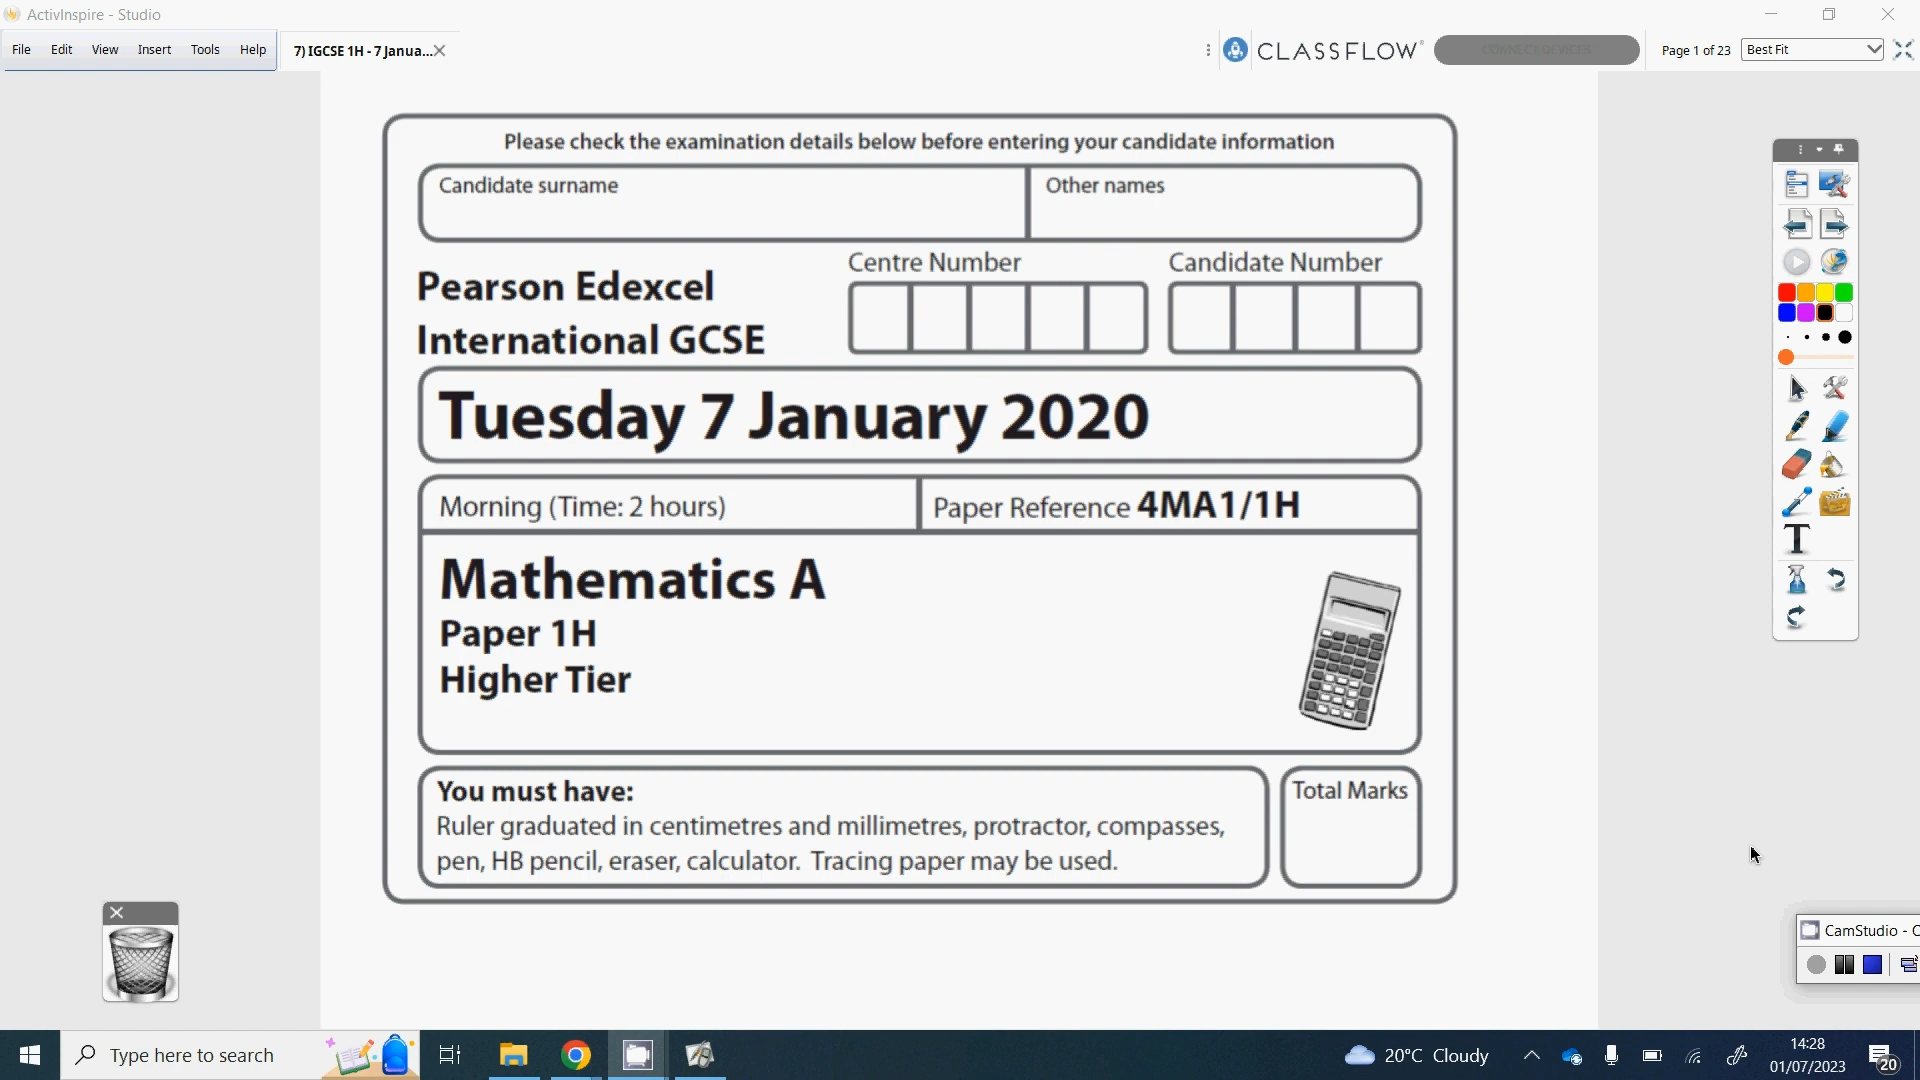 ActivInspire - Studio
File Edit View Insert Tools Help
7) IGCSE 1H - 7 Janua...
CLASSFLOW
Page 1 of 23
Best Fit
Please check the examination details below before entering your candidate information
Candidate surname
Other names
Pearson Edexcel
International GCSE
Centre Number
Candidate Number
Tuesday 7 January 2020
Morning (Time: 2 hours)
Paper Reference 4MA1/1H
Mathematics A
Paper 1H
Higher Tier
You must have:
Ruler graduated in centimetres and millimetres, protractor, compasses,
pen, HB pencil, eraser, calculator. Tracing paper may be used.
Total Marks
T
CamStudio -
Type here to search
20°C Cloudy
14:28
01/07/2023
20